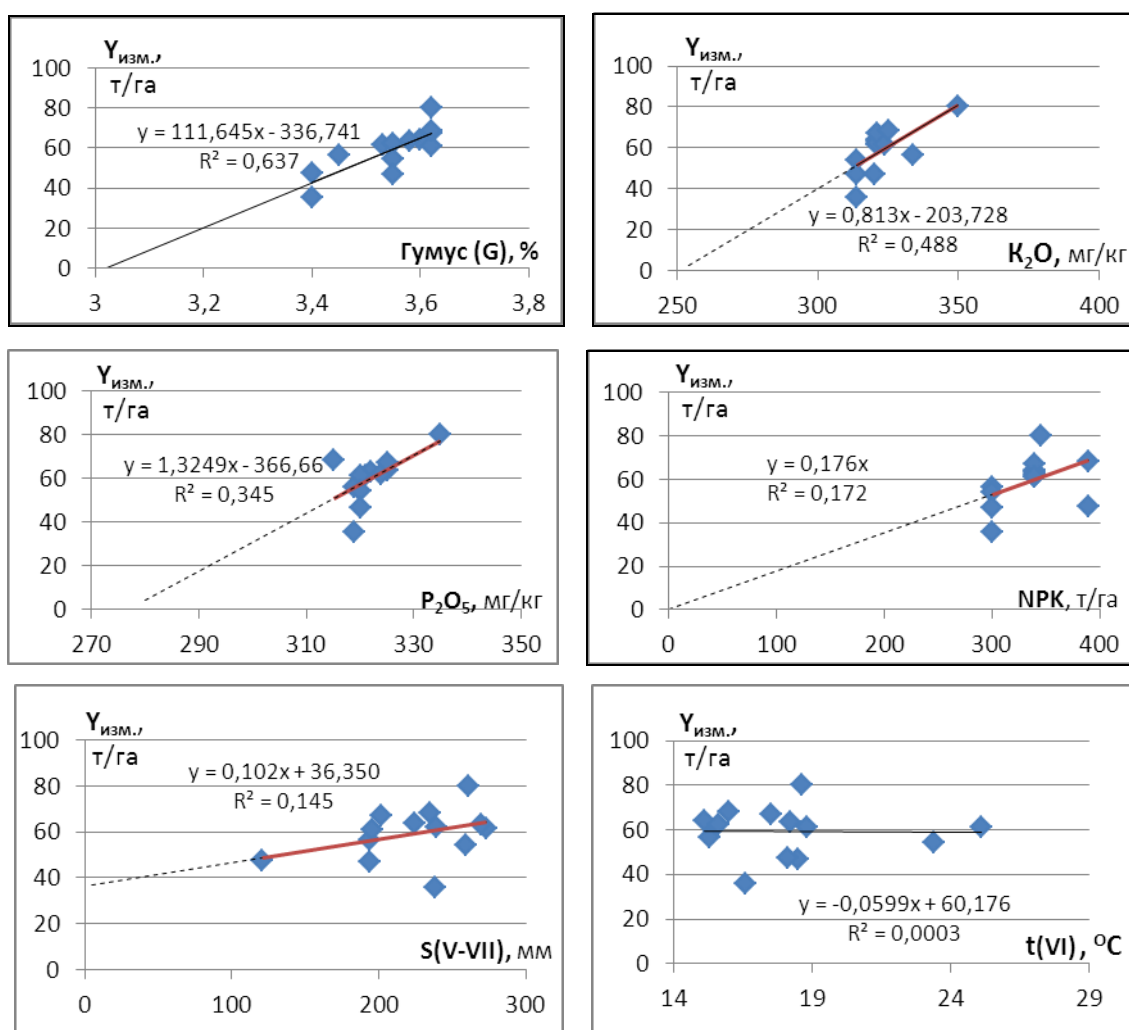 Yизм.,
т/га
100
80
60
40
20
0
y = 111,645x - 336,741
R² = 0,637
Гумус (G), %
3 3,2 3,4 3,6 3,8
Yизм.,
т/га
100
80
60
40
20
0
y = 0,813x - 203,728
R² = 0,488
K₂O, мг/кг
250 300 350 400
Yизм.,
т/га
100
80
60
40
20
0
y = 1,3249x - 366,66
R² = 0,345
P₂O₅, мг/кг
270 290 310 330 350
Yизм.,
т/га
100
80
60
40
20
0
y = 0,176x
R² = 0,172
NPK, т/га
0 100 200 300 400
Yизм.,
т/га
100
80
60
40
20
0
y = 0,102x + 36,350
R² = 0,145
S(V-VII), мм
0 100 200 300
Yизм.,
т/га
100
80
60
40
20
0
y = -0,0599x + 60,176
R² = 0,0003
t(VI), ⁰C
14 19 24 29